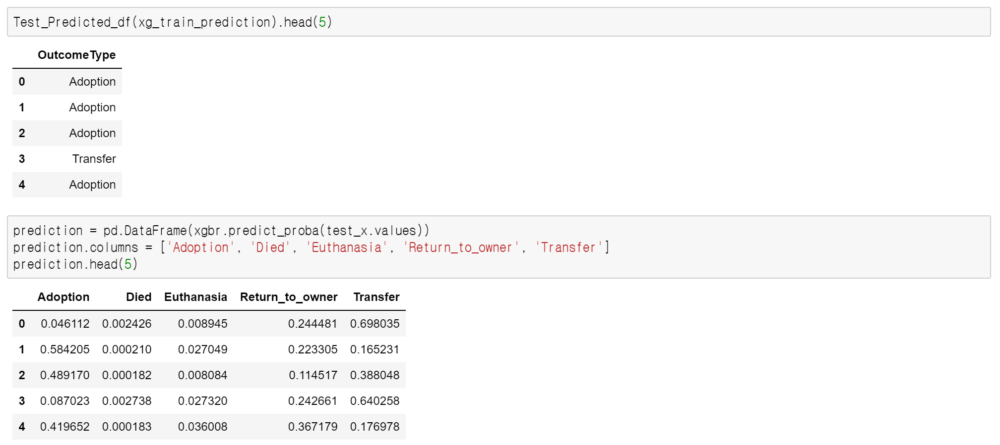 Test_Predicted_df(xg_train_prediction).head(5)
OutcomeType
0 Adoption
1 Adoption
2 Adoption
3 Transfer
4 Adoption
prediction = pd.DataFrame(xgbr.predict_proba(test_x.values))
prediction.columns = ['Adoption', 'Died', 'Euthanasia', 'Return_to_owner', 'Transfer']
prediction.head(5)
Adoption Died Euthanasia Return_to_owner Transfer
0 0.046112 0.002426 0.008945 0.244481 0.698035
1 0.584205 0.000210 0.027049 0.223305 0.165231
2 0.489170 0.000182 0.008084 0.114517 0.388048
3 0.087023 0.002738 0.027320 0.242661 0.640258
4 0.419652 0.000183 0.036008 0.367179 0.176978